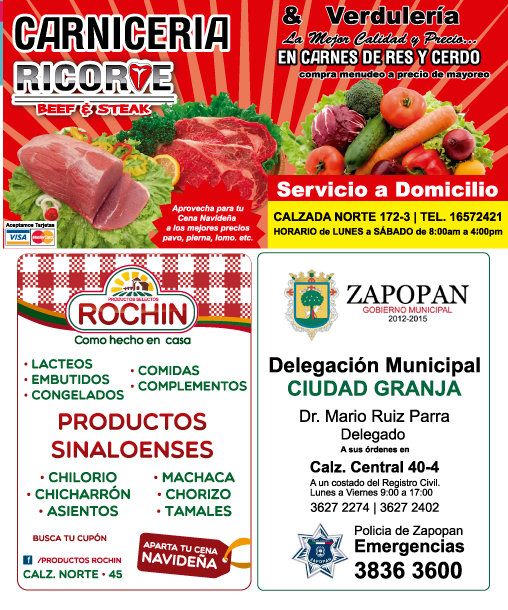 CARNICERIA
RICORVE
BEEF & STEAK
& Verdulería
La Mejor Calidad y Precio...
EN CARNES DE RES Y CERDO
compra menudeo a precio de mayoreo
Aprovecha para tu
Cena Navideña
a los mejores precios
pavo, pierna, lomo. etc.
Aceptamos Tarjetas
VISA
MasterCard
Servicio a Domicilio
CALZADA NORTE 172-3 | TEL. 16572421
HORARIO de LUNES a SÁBADO de 8:00am a 4:00pm
PRODUCTOS SELECTOS
ROCHIN
Como hecho en casa
• LACTEOS
• EMBUTIDOS
• CONGELADOS
• COMIDAS
• COMPLEMENTOS
PRODUCTOS
SINALOENSES
• CHILORIO
• CHICHARRÓN
• ASIENTOS
• MACHACA
• CHORIZO
• TAMALES
BUSCA TU CUPÓN
f /PRODUCTOS ROCHIN
CALZ. NORTE • 45
APARTA TU CENA
NAVIDEÑA
ZAPOPAN
GOBIERNO MUNICIPAL
2012-2015
Delegación Municipal
CIUDAD GRANJA
Dr. Mario Ruiz Parra
Delegado
A sus órdenes en
Calz. Central 40-4
A un costado del Registro Civil.
Lunes a Viernes 9:00 a 17:00
3627 2274 | 3627 2402
ZAPOPAN
Policia de Zapopan
Emergencias
3836 3600